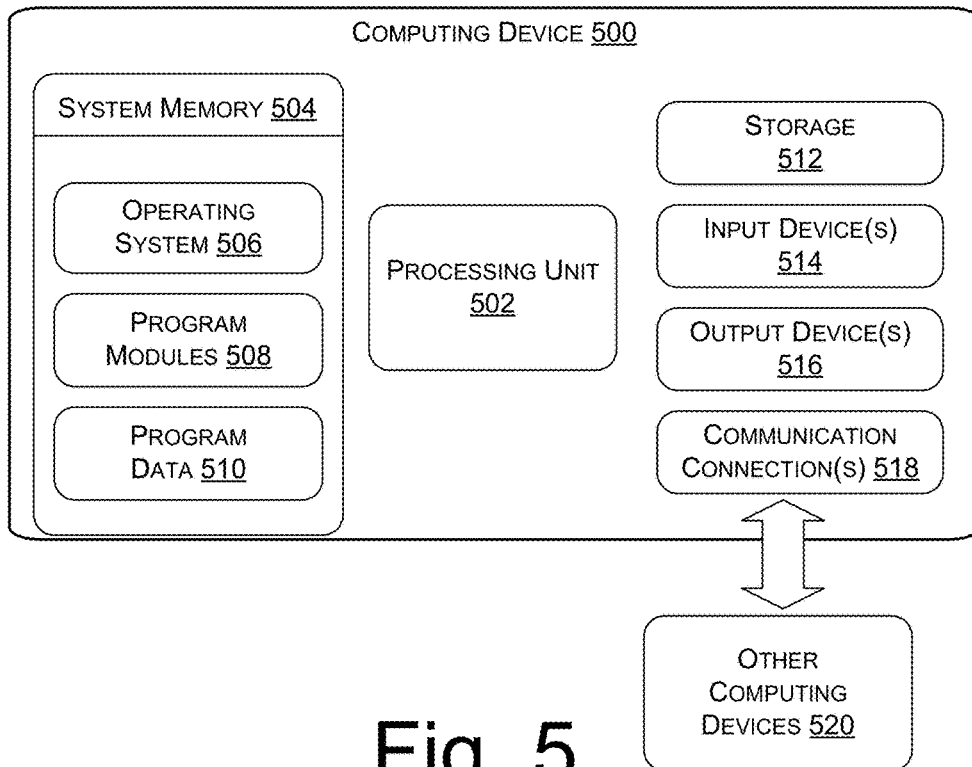 COMPUTING DEVICE 500
SYSTEM MEMORY 504
OPERATING
SYSTEM 506
PROGRAM
MODULES 508
PROGRAM
DATA 510
PROCESSING UNIT
502
STORAGE
512
INPUT DEVICE(S)
514
OUTPUT DEVICE(S)
516
COMMUNICATION
CONNECTION(S) 518
OTHER
COMPUTING
DEVICES 520
Fig. 5